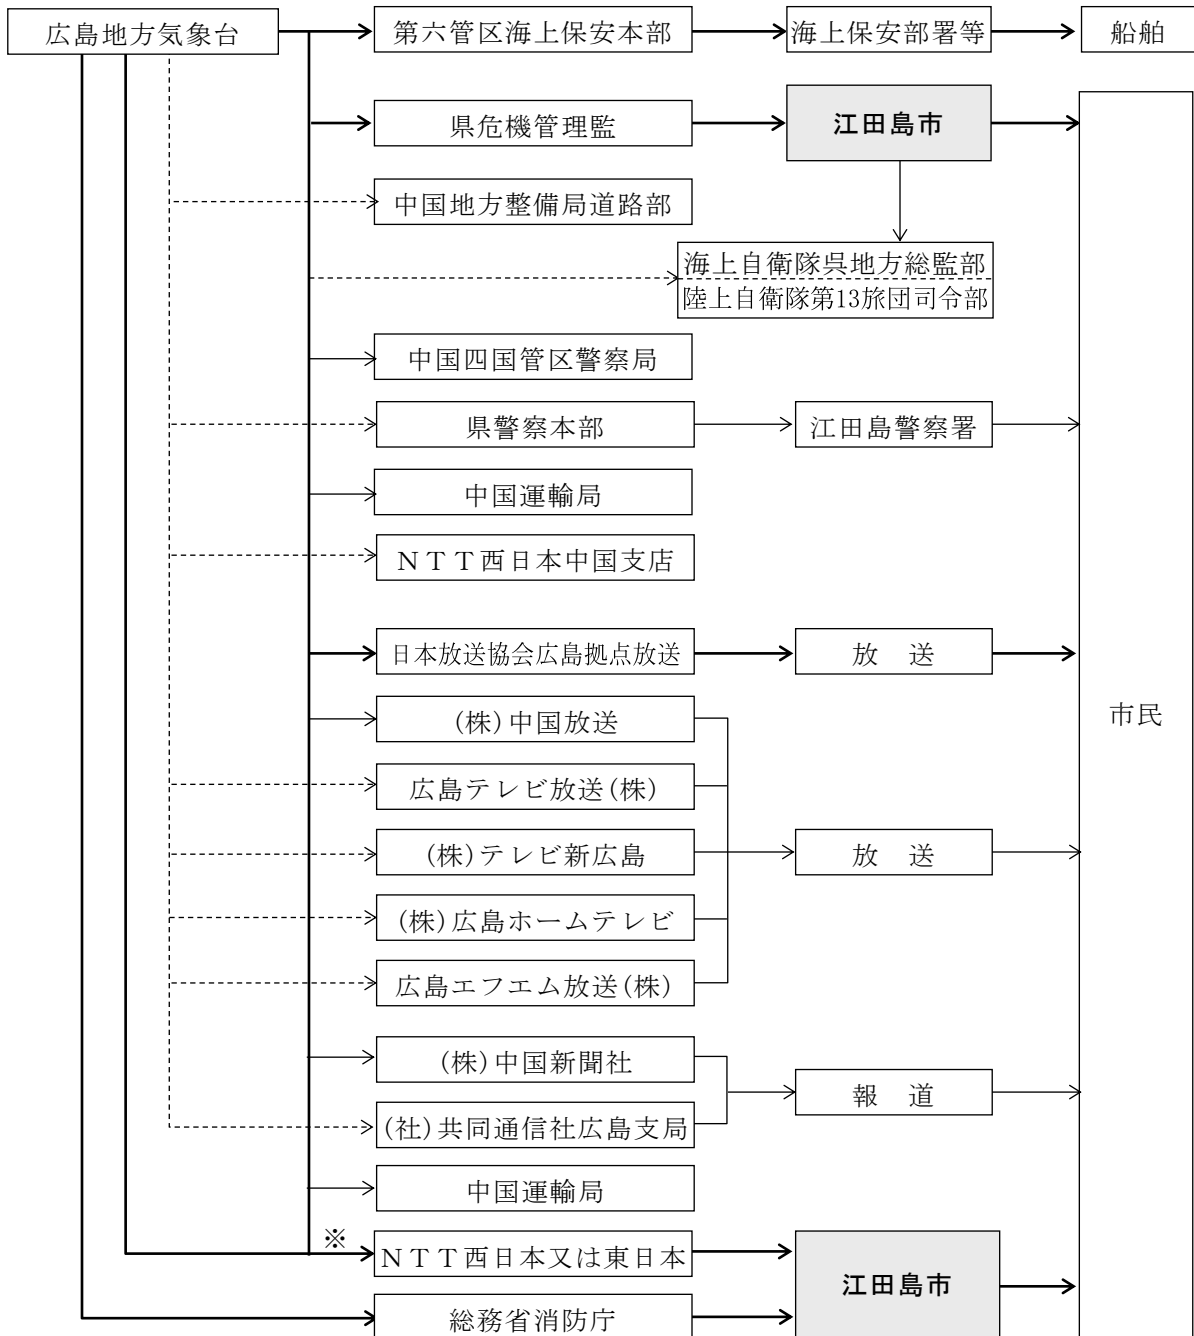 広島地方気象台
第六管区海上保安本部
海上保安部署等
船舶
県危機管理監
江田島市
中国地方整備局道路部
海上自衛隊呉地方総監部
陸上自衛隊第13旅団司令部
中国四国管区警察局
県警察本部
江田島警察署
中国運輸局
ＮＴＴ西日本中国支店
日本放送協会広島拠点放送
放　送
市民
(株)中国放送
広島テレビ放送(株)
(株)テレビ新広島
放　送
(株)広島ホームテレビ
広島エフエム放送(株)
(株)中国新聞社
報　道
(社)共同通信社広島支局
中国運輸局
※
ＮＴＴ西日本又は東日本
江田島市
総務省消防庁